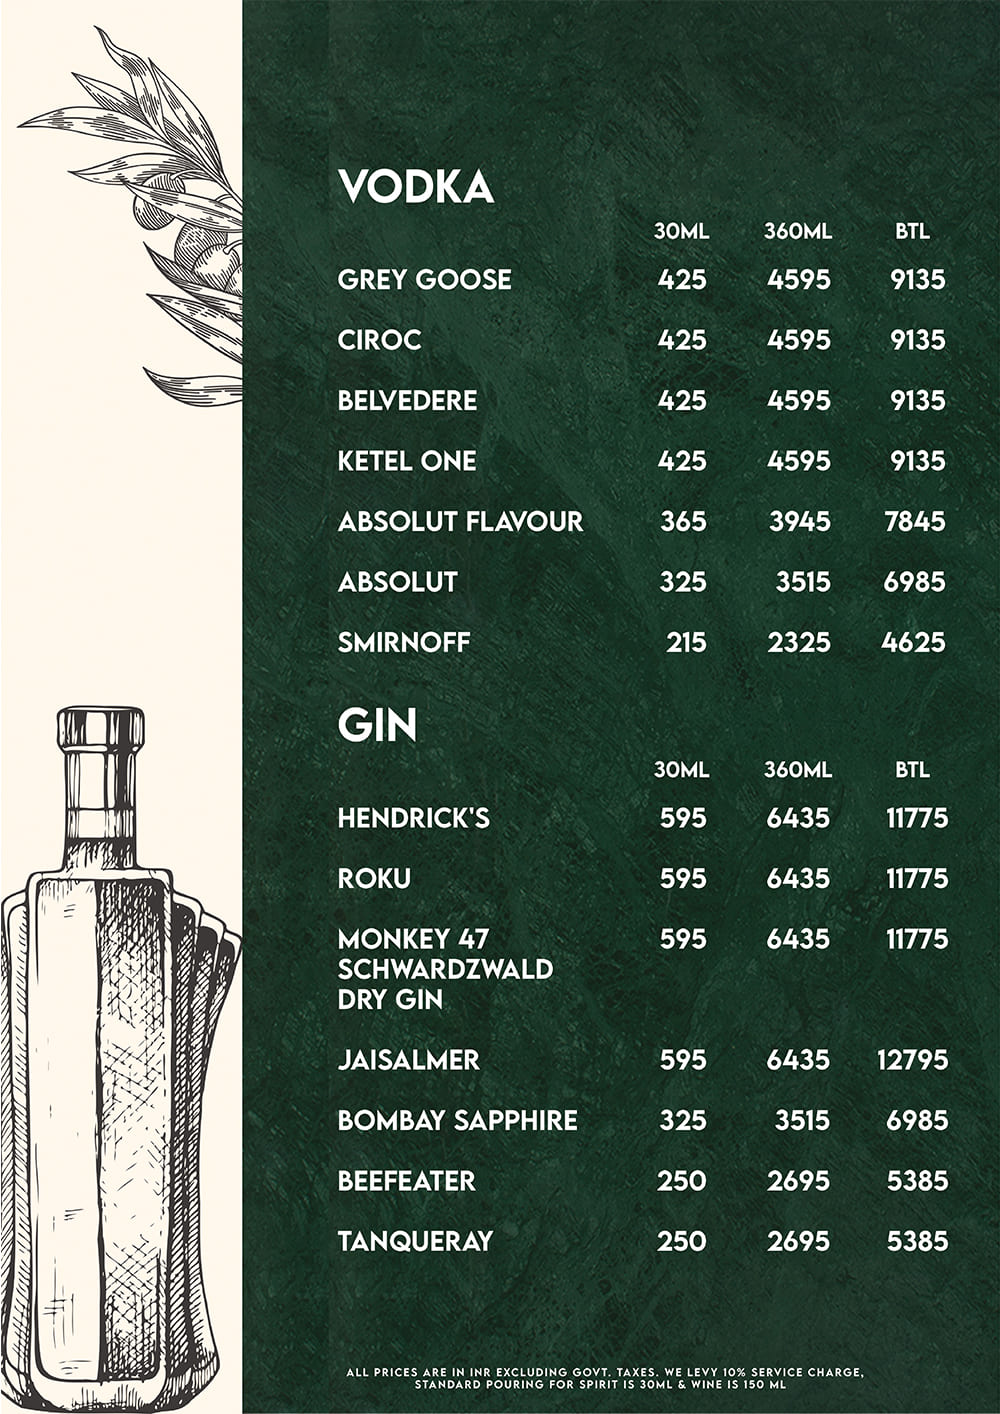 VODKA
30ML 360ML BTL
GREY GOOSE 425 4595 9135
CIROC 425 4595 9135
BELVEDERE 425 4595 9135
KETEL ONE 425 4595 9135
ABSOLUT FLAVOUR 365 3945 7845
ABSOLUT 325 3515 6985
SMIRNOFF 215 2325 4625
GIN
30ML 360ML BTL
HENDRICK'S 595 6435 11775
ROKU 595 6435 11775
MONKEY 47 595 6435 11775
SCHWARDZWALD
DRY GIN
JAISALMER 595 6435 12795
BOMBAY SAPPHIRE 325 3515 6985
BEEFEATER 250 2695 5385
TANQUERAY 250 2695 5385
ALL PRICES ARE IN INR EXCLUDING GOVT. TAXES. WE LEVY 10% SERVICE CHARGE,
STANDARD POURING FOR SPIRIT IS 30ML & WINE IS 150 ML